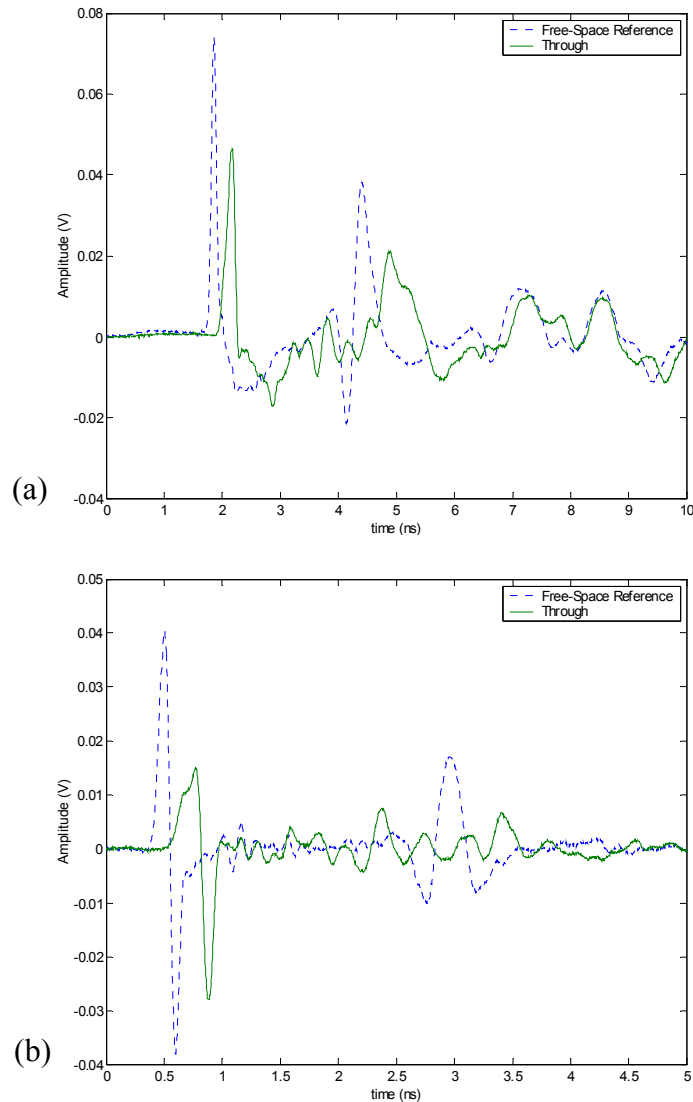 0.08
Free-Space Reference
Through
0.06
0.04
0.02
0
-0.02
-0.04
Amplitude (V)
0 1 2 3 4 5 6 7 8 9 10
time (ns)
(a)
0.05
Free-Space Reference
Through
0.04
0.03
0.02
0.01
0
-0.01
-0.02
-0.03
-0.04
Amplitude (V)
0 0.5 1 1.5 2 2.5 3 3.5 4 4.5 5
time (ns)
(b)